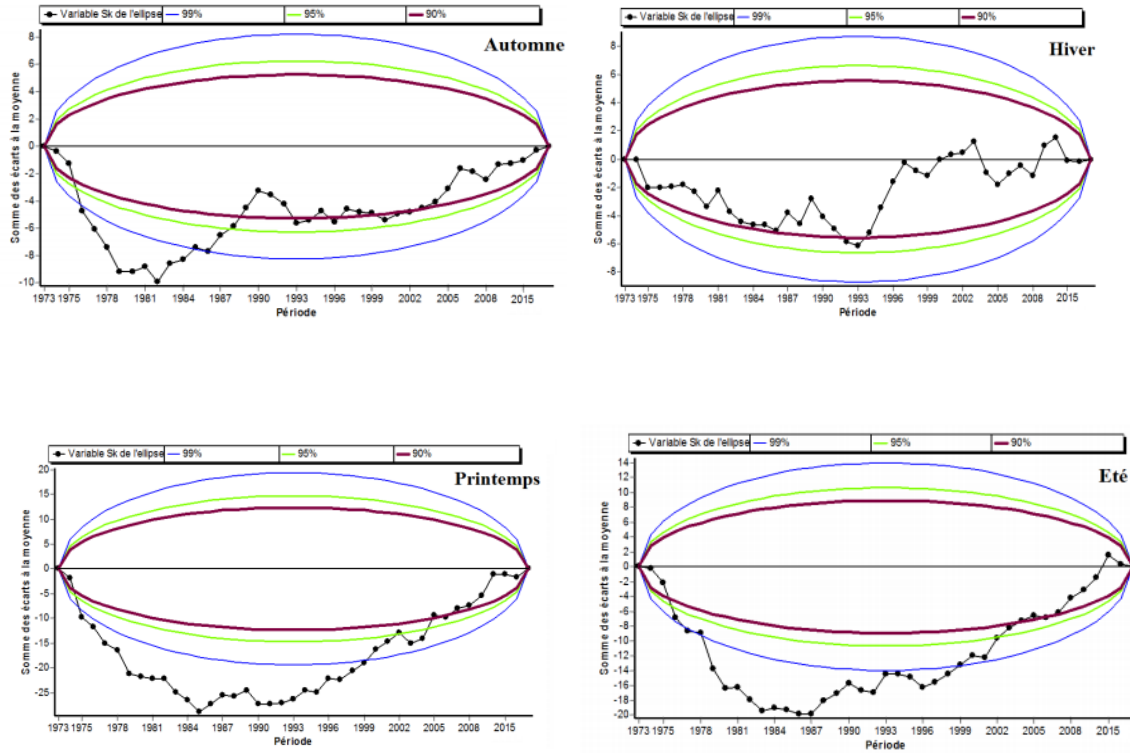 Variable Sk de l'ellipse 99% 95% 90%
Automne
Somme des écarts à la moyenne
8
6
4
2
0
-2
-4
-6
-8
-10
1973 1975 1978 1981 1984 1987 1990 1993 1996 1999 2002 2005 2008 2015
Période
Variable Sk de l'ellipse 99% 95% 90%
Hiver
Somme des écarts à la moyenne
8
6
4
2
0
-2
-4
-6
-8
1973 1975 1978 1981 1984 1987 1990 1993 1996 1999 2002 2005 2008 2015
Période
Variable Sk de l'ellipse 99% 95% 90%
Printemps
Somme des écarts à la moyenne
20
15
10
5
0
-5
-10
-15
-20
-25
1973 1975 1978 1981 1984 1987 1990 1993 1996 1999 2002 2005 2008 2015
Période
Variable Sk de l'ellipse 99% 95% 90%
Eté
Somme des écarts à la moyenne
14
12
10
8
6
4
2
0
-2
-4
-6
-8
-10
-12
-14
-16
-18
-20
1973 1975 1978 1981 1984 1987 1990 1993 1996 1999 2002 2005 2008 2015
Période